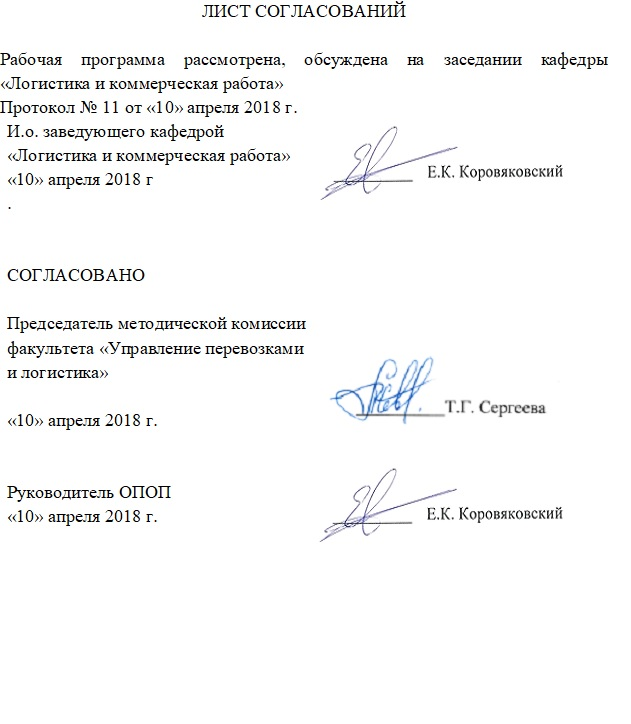 ЛИСТ СОГЛАСОВАНИЙ
Рабочая программа рассмотрена, обсуждена на заседании кафедры
«Логистика и коммерческая работа»
Протокол № 11 от «10» апреля 2018 г.
И.о. заведующего кафедрой
«Логистика и коммерческая работа»
«10» апреля 2018 г
Е.К. Коровяковский
.
СОГЛАСОВАНО
Председатель методической комиссии
факультета «Управление перевозками
и логистика»
Т.Г. Сергеева
«10» апреля 2018 г.
Руководитель ОПОП
«10» апреля 2018 г.
Е.К. Коровяковский